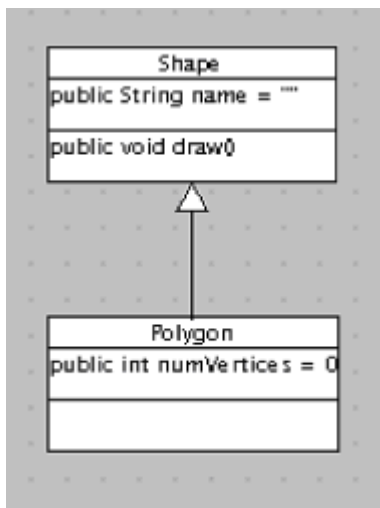 Shape
public String name = ""
public void draw()
Polygon
public int numVertices = 0